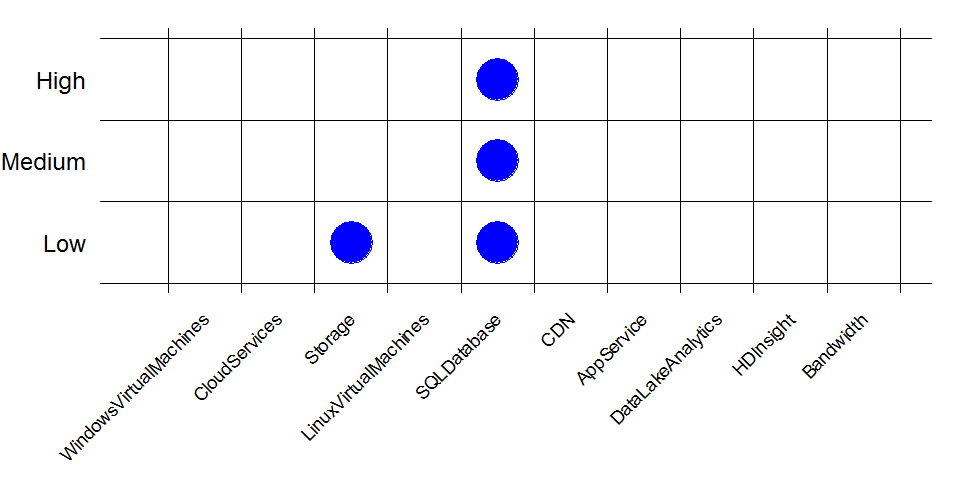 High
Medium
Low
WindowsVirtualMachines
CloudServices
Storage
LinuxVirtualMachines
SQLDatabase
CDN
AppService
DataLakeAnalytics
HDInsight
Bandwidth